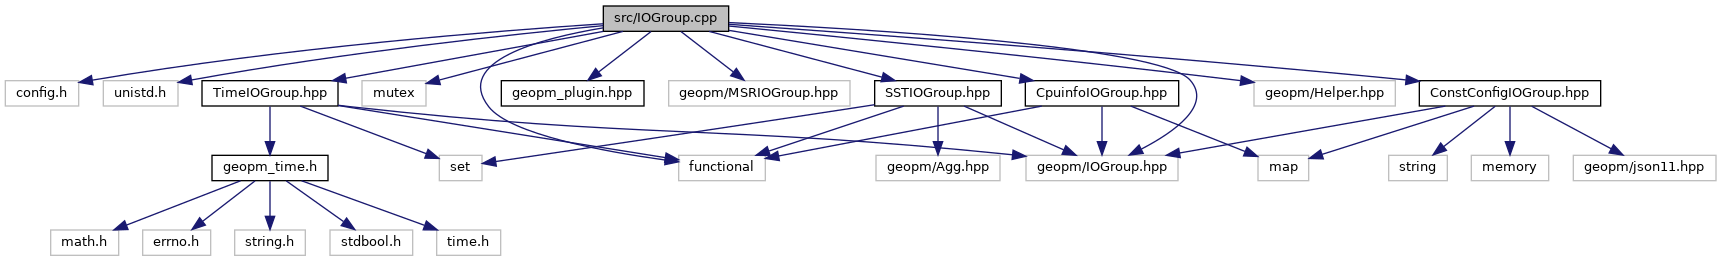 src/IOGroup.cpp
config.h
unistd.h
TimeIOGroup.hpp
mutex
geopm_plugin.hpp
geopm/MSRIOGroup.hpp
SSTIOGroup.hpp
CpuinfoIOGroup.hpp
geopm/Helper.hpp
ConstConfigIOGroup.hpp
geopm_time.h
set
functional
geopm/Agg.hpp
geopm/IOGroup.hpp
map
string
memory
geopm/json11.hpp
math.h
errno.h
string.h
stdbool.h
time.h